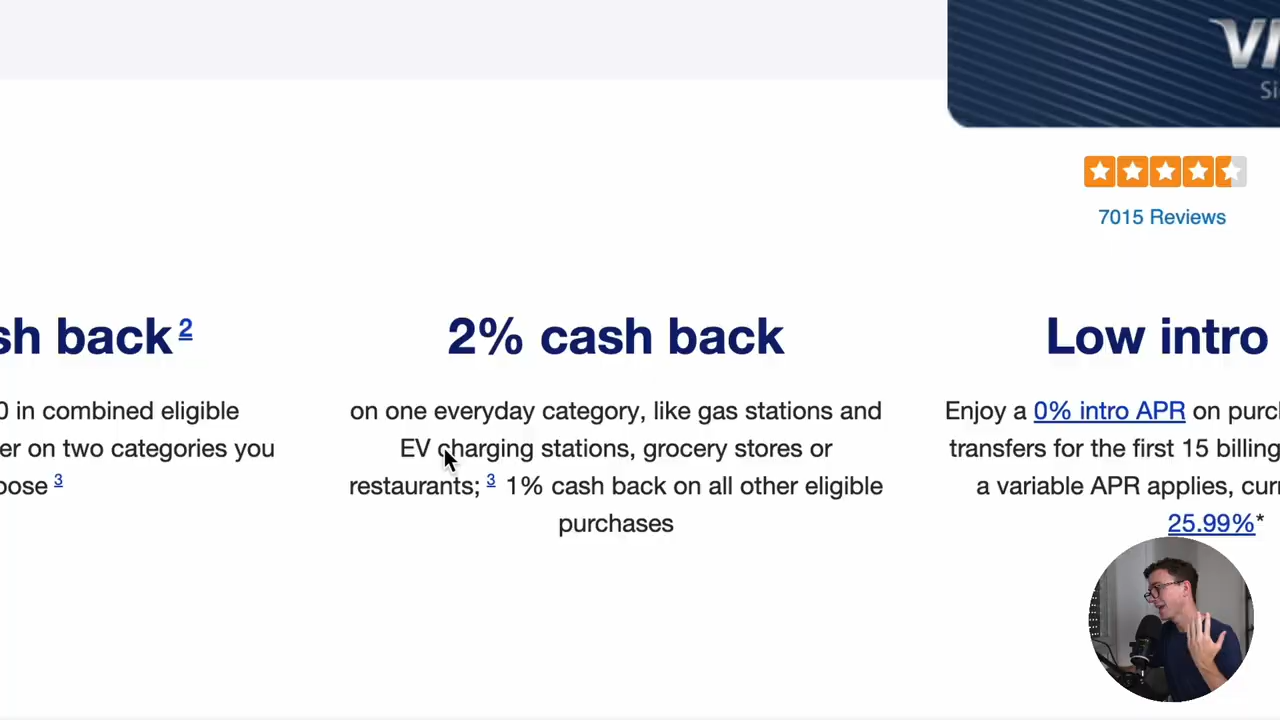 7015 Reviews
sh back 2
0 in combined eligible
er on two categories you
oose 3
2% cash back
on one everyday category, like gas stations and
EV charging stations, grocery stores or
restaurants; 3 1% cash back on all other eligible
purchases
Low intro
Enjoy a 0% intro APR on purc
transfers for the first 15 billing
a variable APR applies, curr
25.99%*